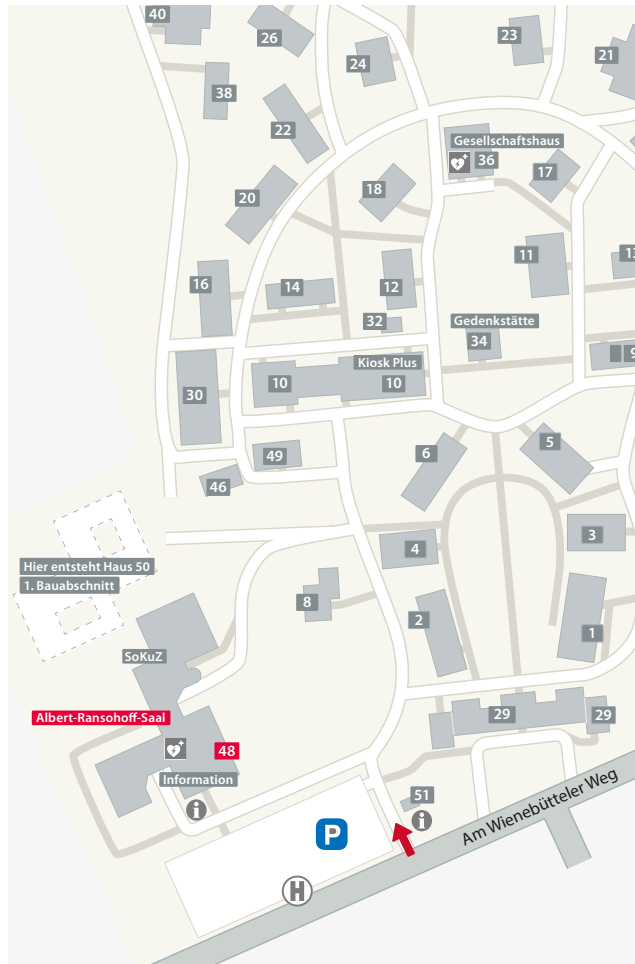 40
26
23
24
21
38
22
Gesellschaftshaus
36
17
18
20
11
13
16
14
12
32
Gedenkstätte
34
9
Kiosk Plus
10
10
30
49
46
6
5
4
3
Hier entsteht Haus 50
1. Bauabschnitt
8
2
1
SoKuZ
Albert-Ransohoff-Saal
48
29
29
Information
i
51
i
P
H
Am Wienebütteler Weg